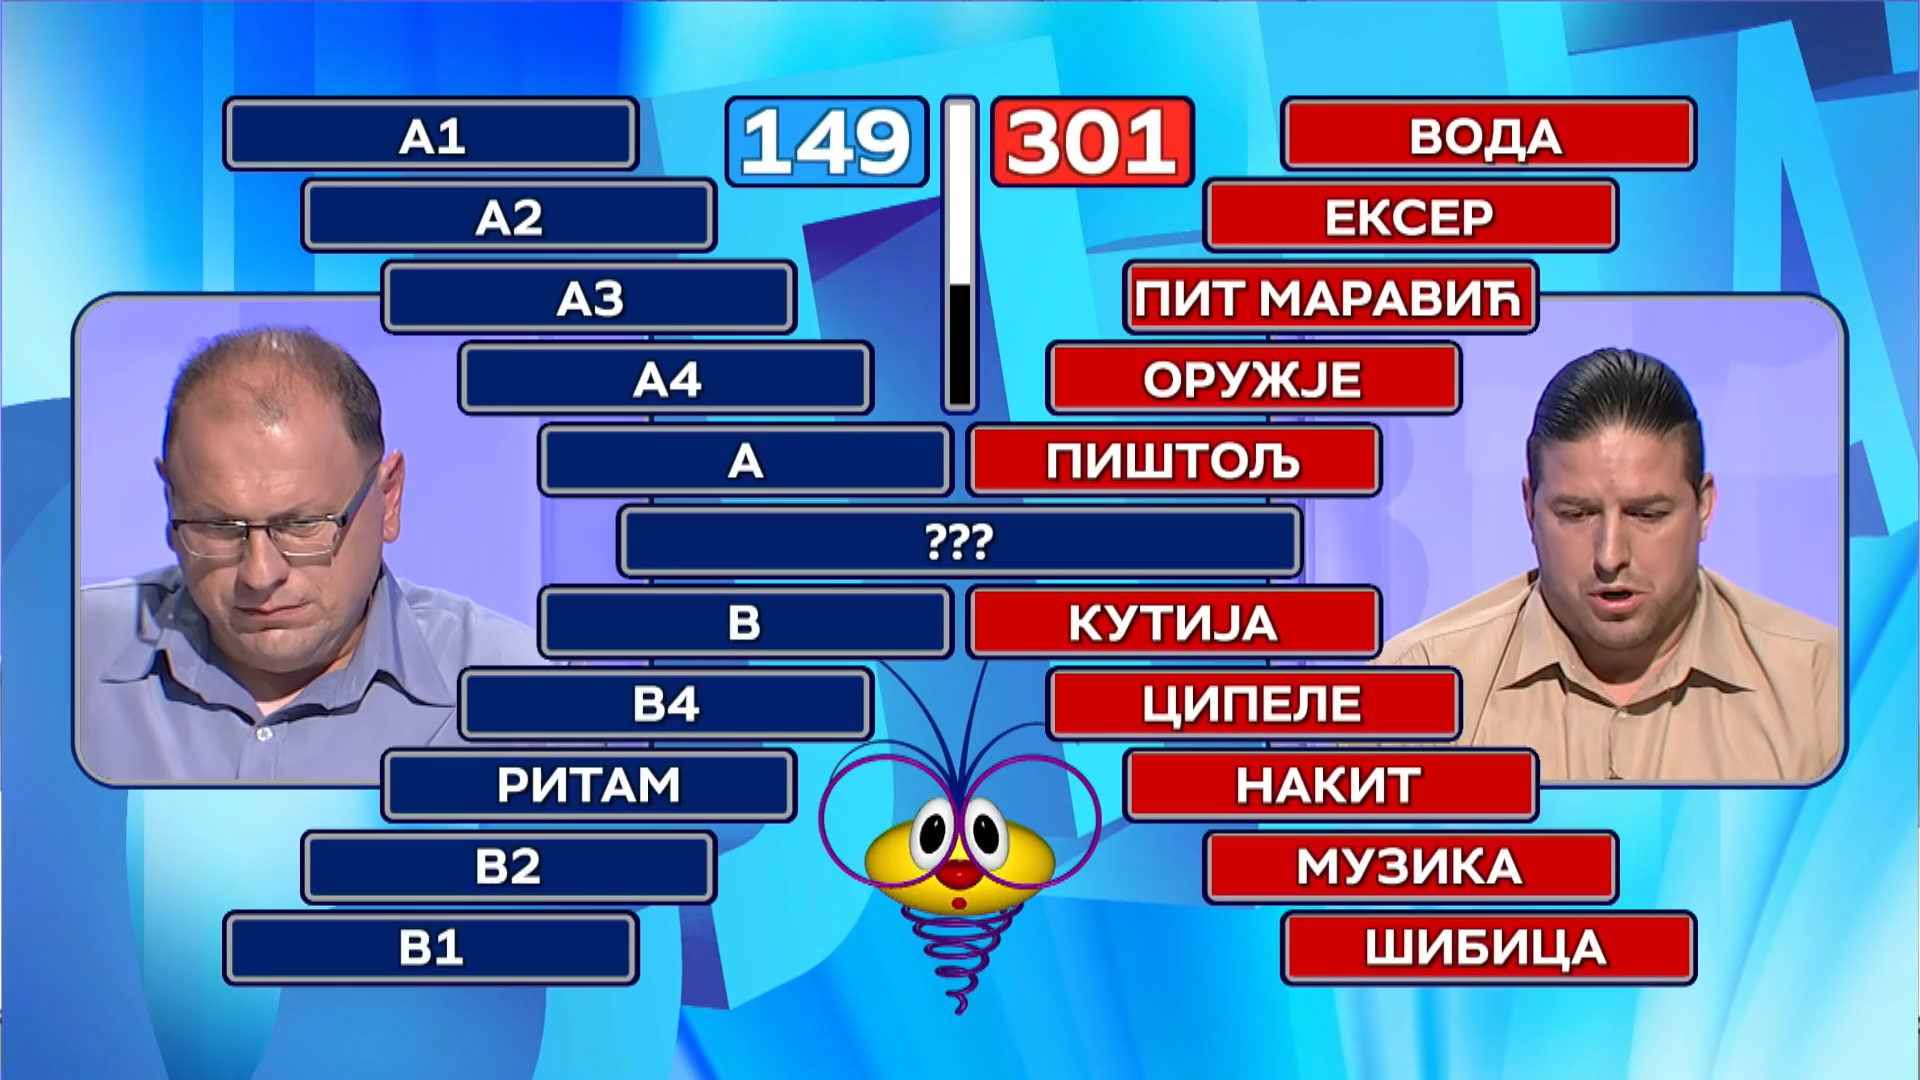 А1
149
301
ВОДА
А2
ЕКСЕР
А3
ПИТ МАРАВИЋ
А4
ОРУЖЈЕ
А
ПИШТОЉ
???
В
КУТИЈА
В4
ЦИПЕЛЕ
РИТАМ
НАКИТ
В2
МУЗИКА
В1
ШИБИЦА